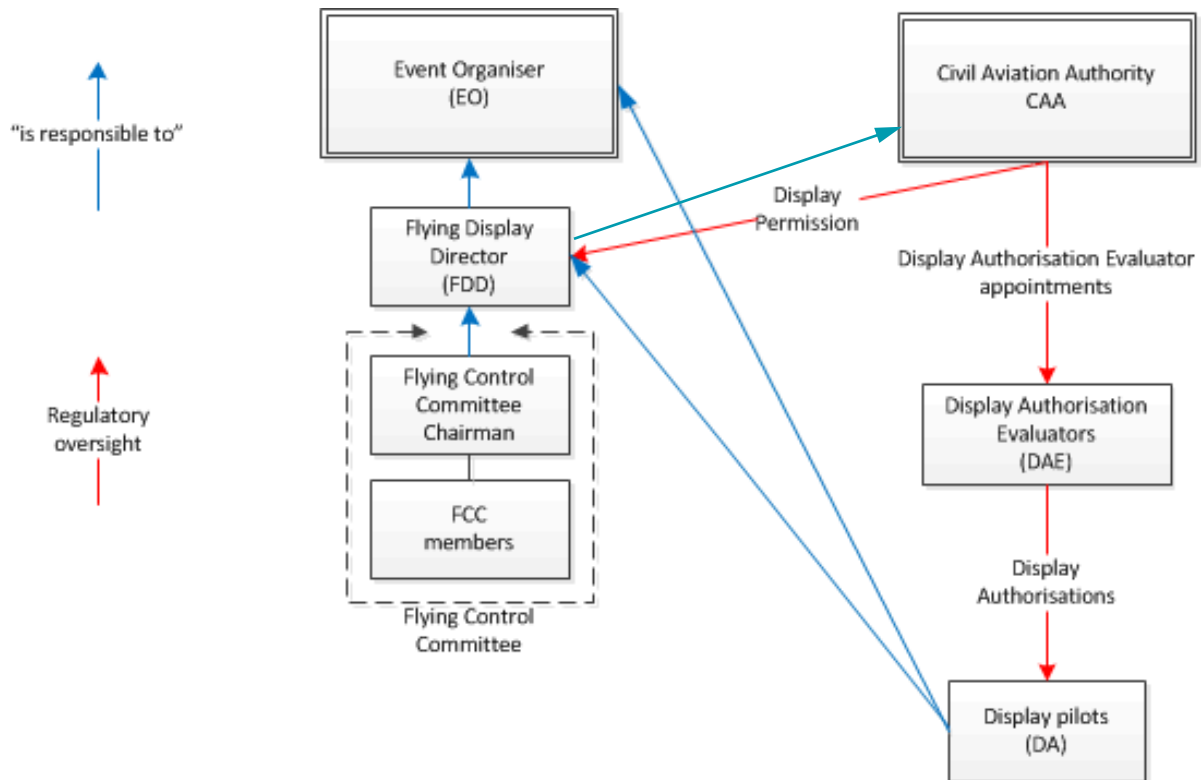 Event Organiser
(EO)
Civil Aviation Authority
CAA
“is responsible to”
Display
Permission
Flying Display
Director
(FDD)
Display Authorisation Evaluator
appointments
Regulatory
oversight
Flying Control
Committee
Chairman
Display Authorisation
Evaluators
(DAE)
FCC
members
Display
Authorisations
Flying Control
Committee
Display pilots
(DA)